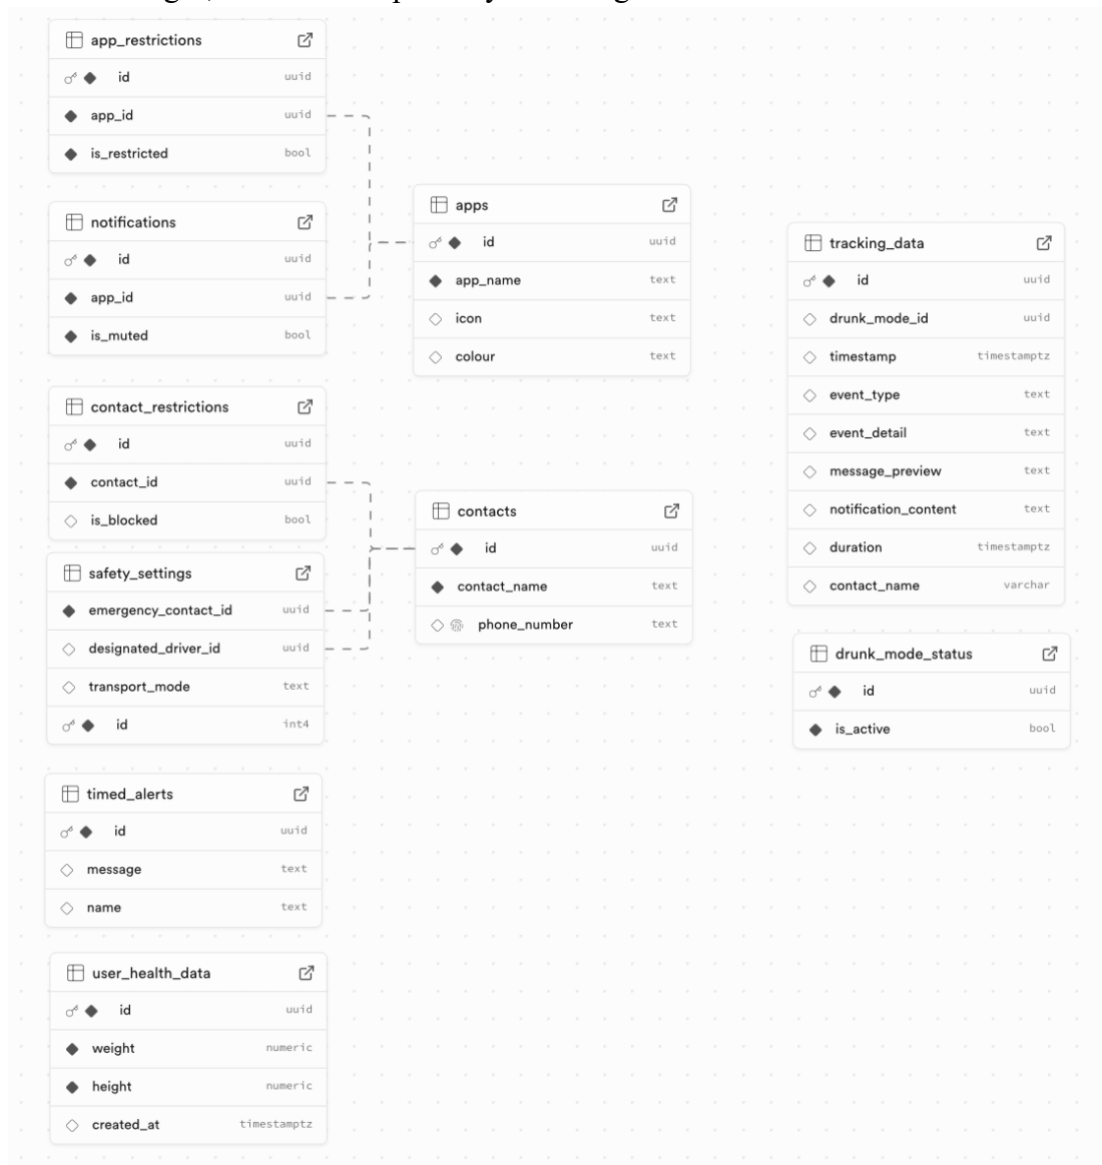 app_restrictions
id uuid
app_id uuid
is_restricted bool
notifications
id uuid
app_id uuid
is_muted bool
contact_restrictions
id uuid
contact_id uuid
is_blocked bool
safety_settings
emergency_contact_id uuid
designated_driver_id uuid
transport_mode text
id int4
timed_alerts
id uuid
message text
name text
user_health_data
id uuid
weight numeric
height numeric
created_at timestamptz
apps
id uuid
app_name text
icon text
colour text
contacts
id uuid
contact_name text
phone_number text
tracking_data
id uuid
drunk_mode_id uuid
timestamp timestamptz
event_type text
event_detail text
message_preview text
notification_content text
duration timestamptz
contact_name varchar
drunk_mode_status
id uuid
is_active bool